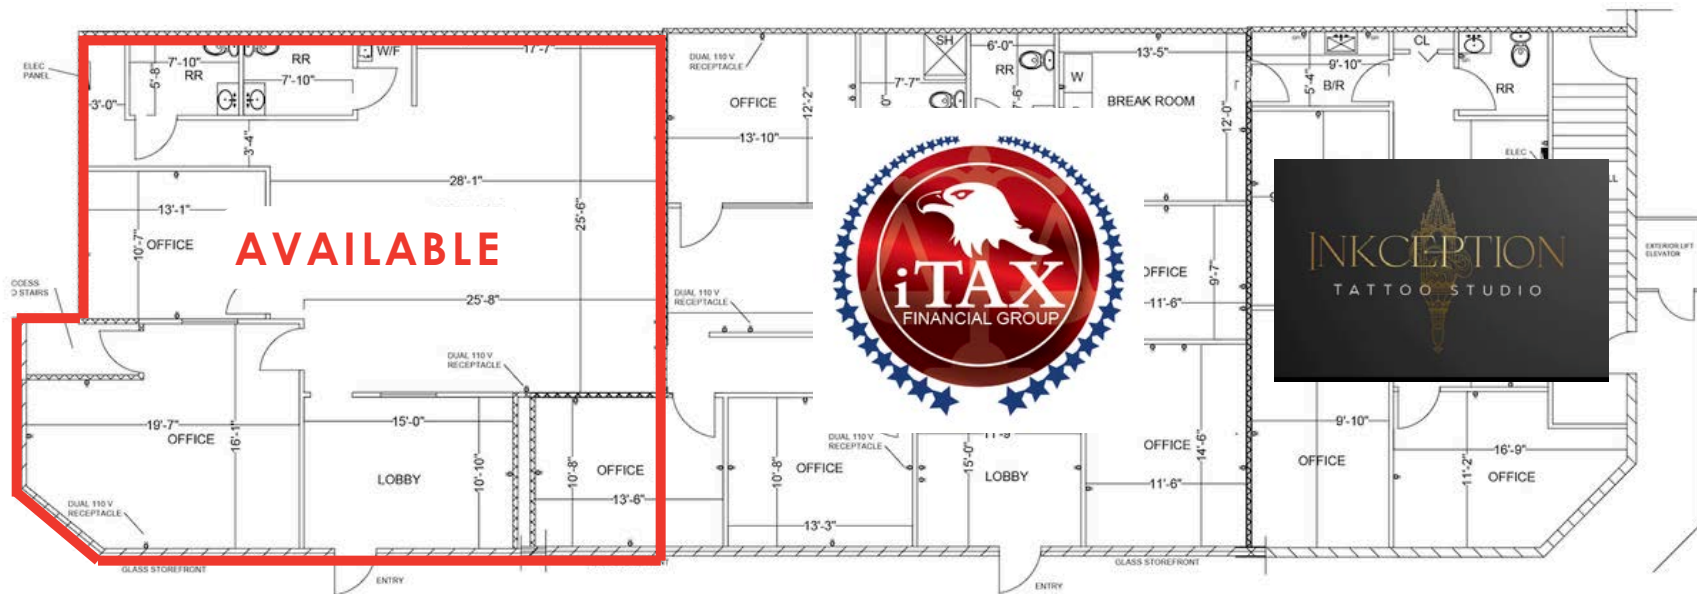 ELEC
PANEL
7'-10"
RR
5'-8"
3'-0"
RR
7'-10"
W/F
17'-7"
3'-4"
28'-1"
25'-6"
13'-1"
10'-7"
OFFICE
AVAILABLE
25'-8"
DUAL 110 V
RECEPTACLE
19'-7"
OFFICE
16'-1"
15'-0"
LOBBY
10'-10"
10'-8"
OFFICE
13'-6"
DUAL 110 V
RECEPTACLE
GLASS STOREFRONT
ENTRY
DUAL 110 V
RECEPTACLE
OFFICE
12'-2"
13'-10"
SH
7'-7"
6'-0"
RR
W
13'-5"
BREAK ROOM
12'-0"
DUAL 110 V
RECEPTACLE
iTAX
FINANCIAL GROUP
11'-6"
9'-7"
DUAL 110 V
RECEPTACLE
10'-8"
OFFICE
13'-3"
15'-0"
LOBBY
OFFICE
14'-6"
11'-6"
ENTRY
GLASS STOREFRONT
9'-10"
5'-4"
B/R
CL
RR
ELEC
INKCEPTION
TATTOO STUDIO
EXTERIOR LIFT
ELEVATOR
9'-10"
OFFICE
16'-9"
11'-2"
OFFICE